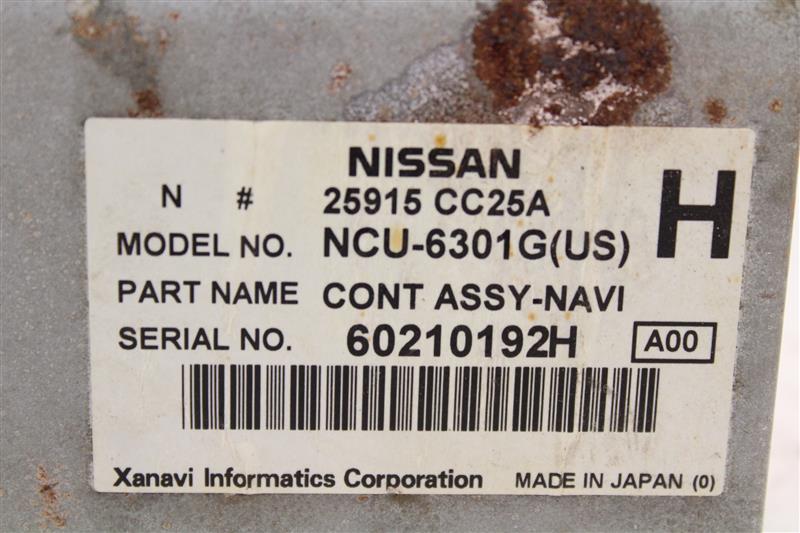 NISSAN
N # 25915 CC25A
H
MODEL NO. NCU-6301G(US)
PART NAME CONT ASSY-NAVI
SERIAL NO. 60210192H A00
Xanavi Informatics Corporation MADE IN JAPAN (0)